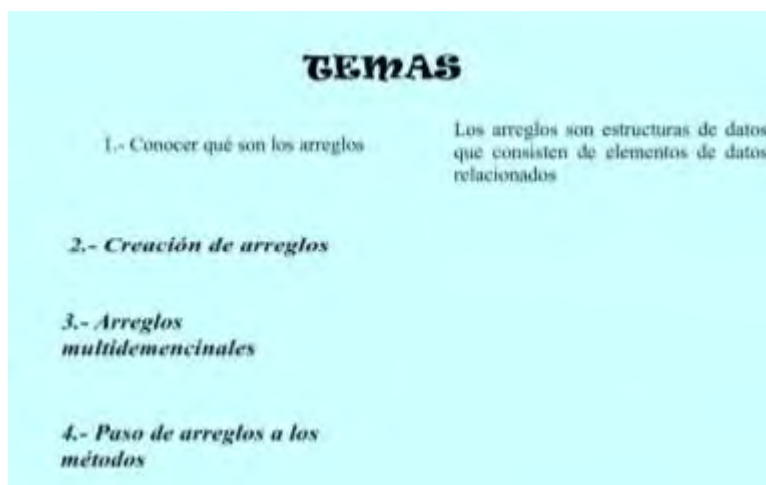 TEMAS
1.- Conocer qué son los arreglos
Los arreglos son estructuras de datos
que consisten de elementos de datos
relacionados
2.- Creación de arreglos
3.- Arreglos
multidemencinales
4.- Paso de arreglos a los
métodos